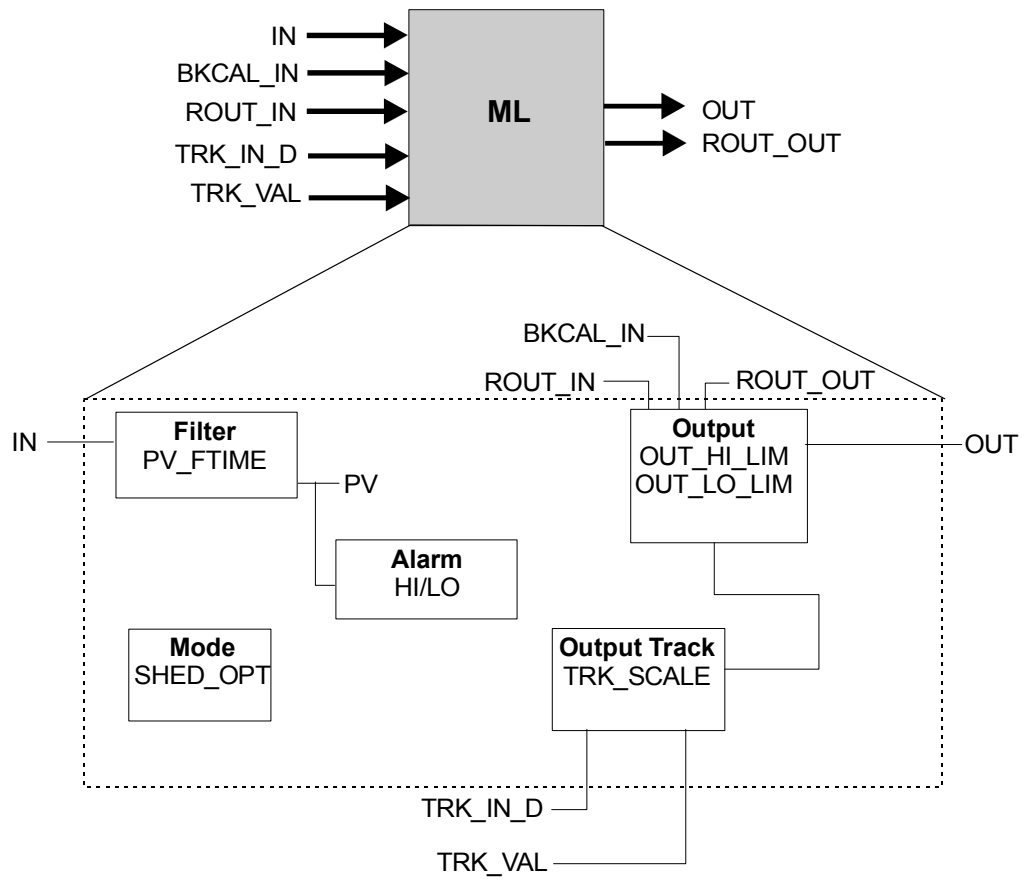 IN
BKCAL_IN
ROUT_IN
TRK_IN_D
TRK_VAL
ML
OUT
ROUT_OUT
BKCAL_IN
ROUT_IN
ROUT_OUT
IN
Filter
PV_FTIME
PV
Output
OUT_HI_LIM
OUT_LO_LIM
OUT
Alarm
HI/LO
Mode
SHED_OPT
Output Track
TRK_SCALE
TRK_IN_D
TRK_VAL